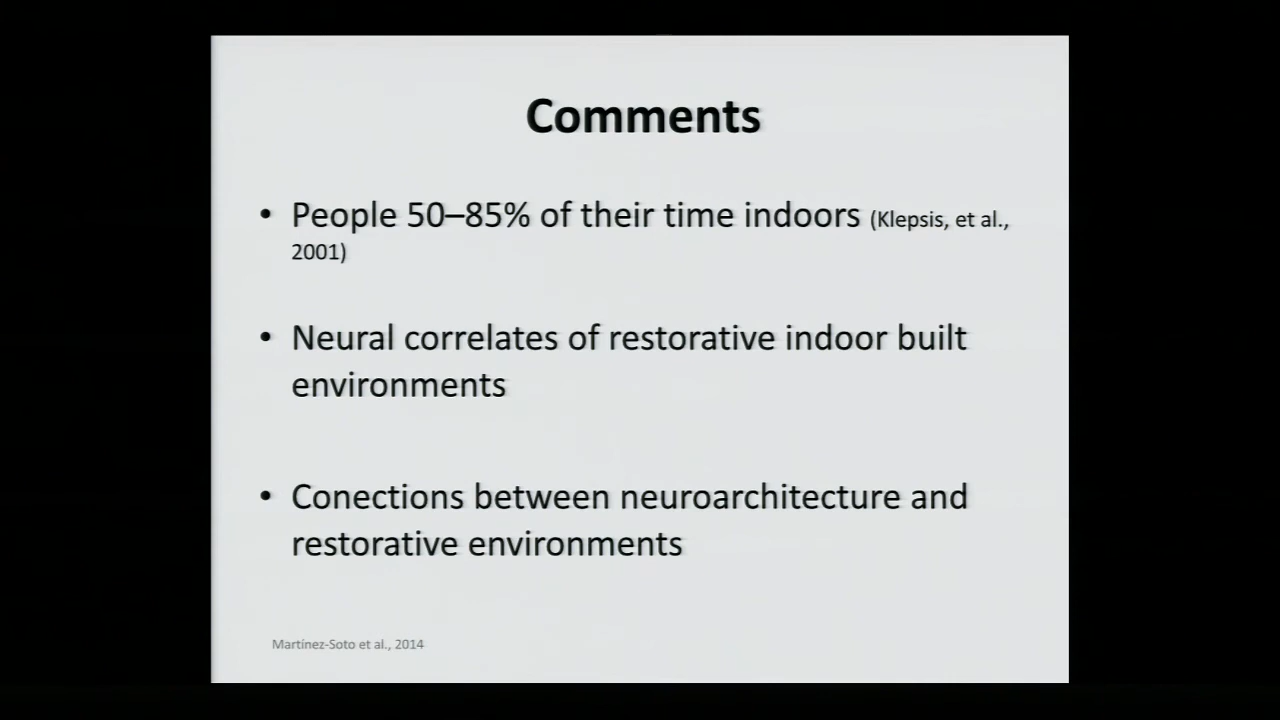 Comments
• People 50–85% of their time indoors (Klepsis, et al.,
2001)
• Neural correlates of restorative indoor built
environments
• Conections between neuroarchitecture and
restorative environments
Martínez-Soto et al., 2014